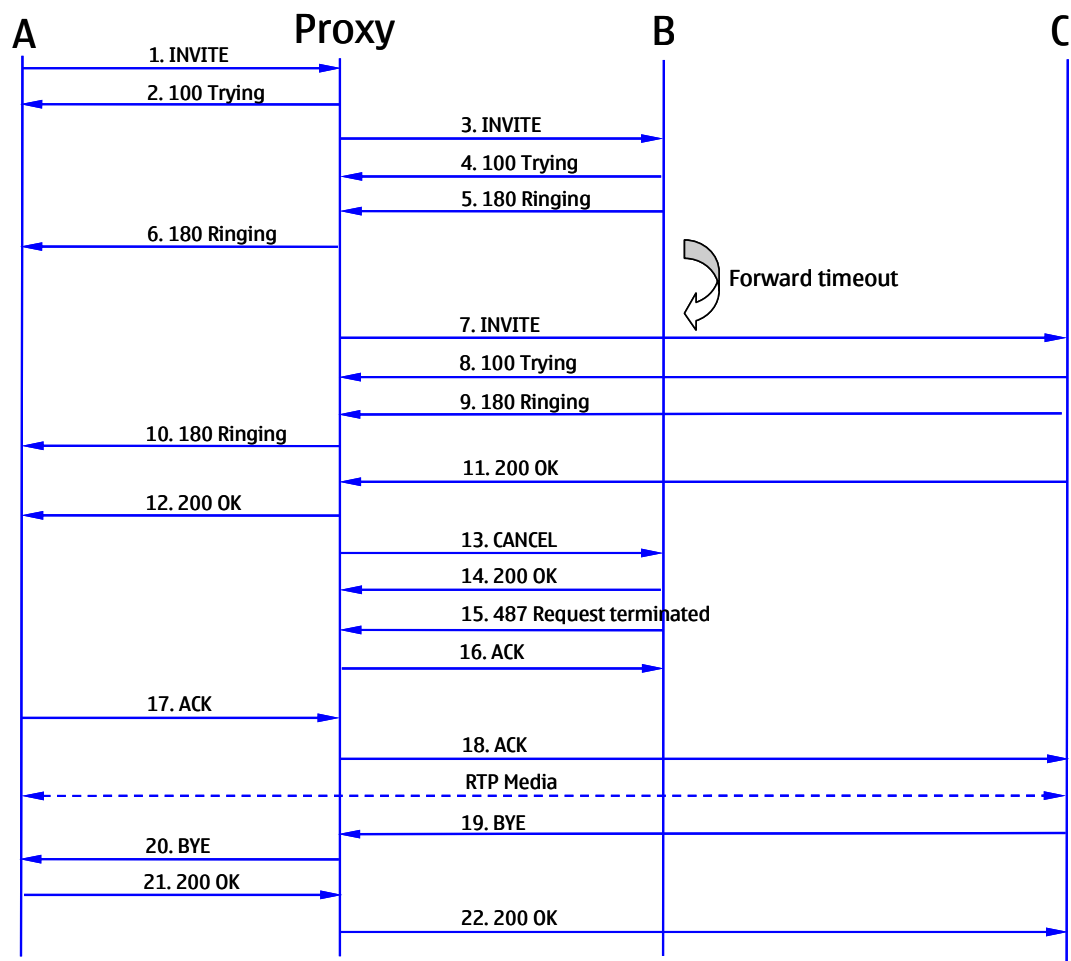 A
Proxy
B
C
1. INVITE
2. 100 Trying
3. INVITE
4. 100 Trying
5. 180 Ringing
6. 180 Ringing
Forward timeout
7. INVITE
8. 100 Trying
9. 180 Ringing
10. 180 Ringing
11. 200 OK
12. 200 OK
13. CANCEL
14. 200 OK
15. 487 Request terminated
16. ACK
17. ACK
18. ACK
RTP Media
19. BYE
20. BYE
21. 200 OK
22. 200 OK